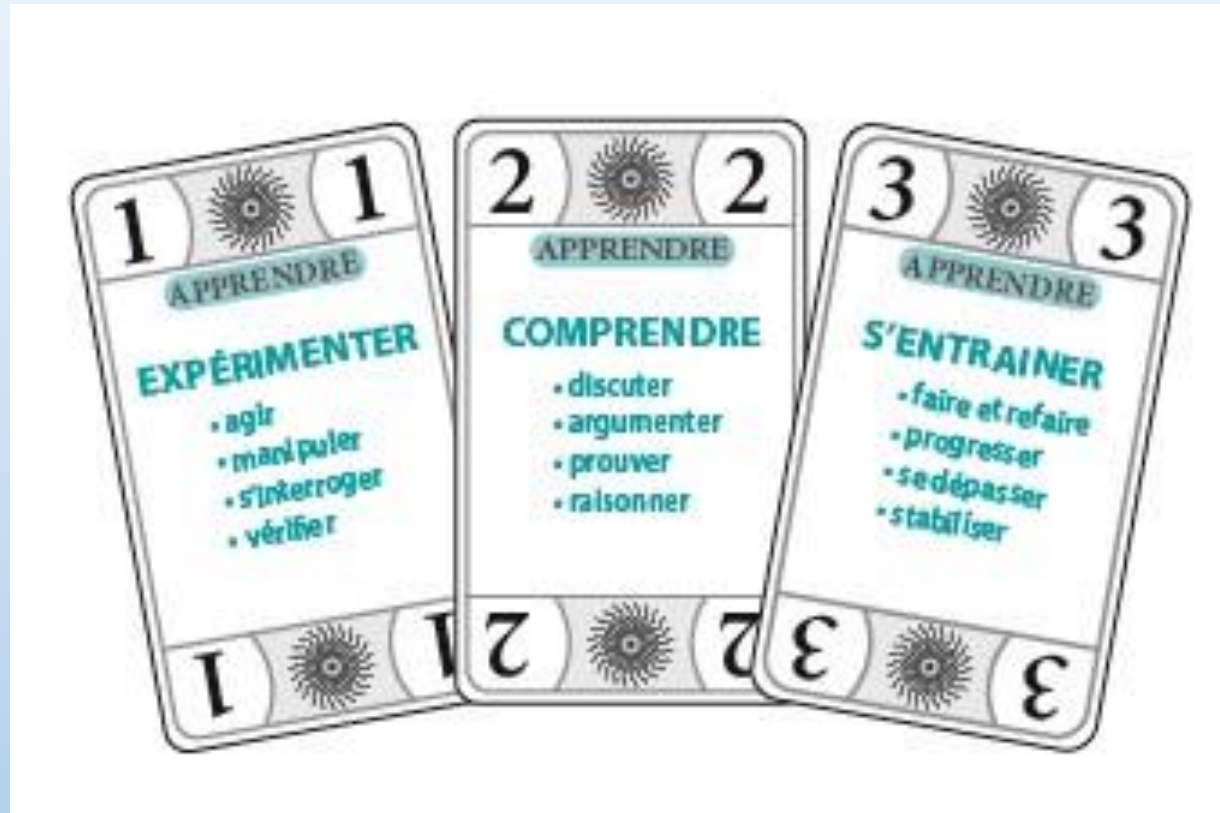 1 1
APPRENDRE
EXPÉRIMENTER
• agir
• manipuler
• s'interroger
• vérifier
1 1
2 2
APPRENDRE
COMPRENDRE
• discuter
• argumenter
• prouver
• raisonner
2 2
3 3
APPRENDRE
S'ENTRAINER
• faire et refaire
• progresser
• se dépasser
• stabiliser
3 3